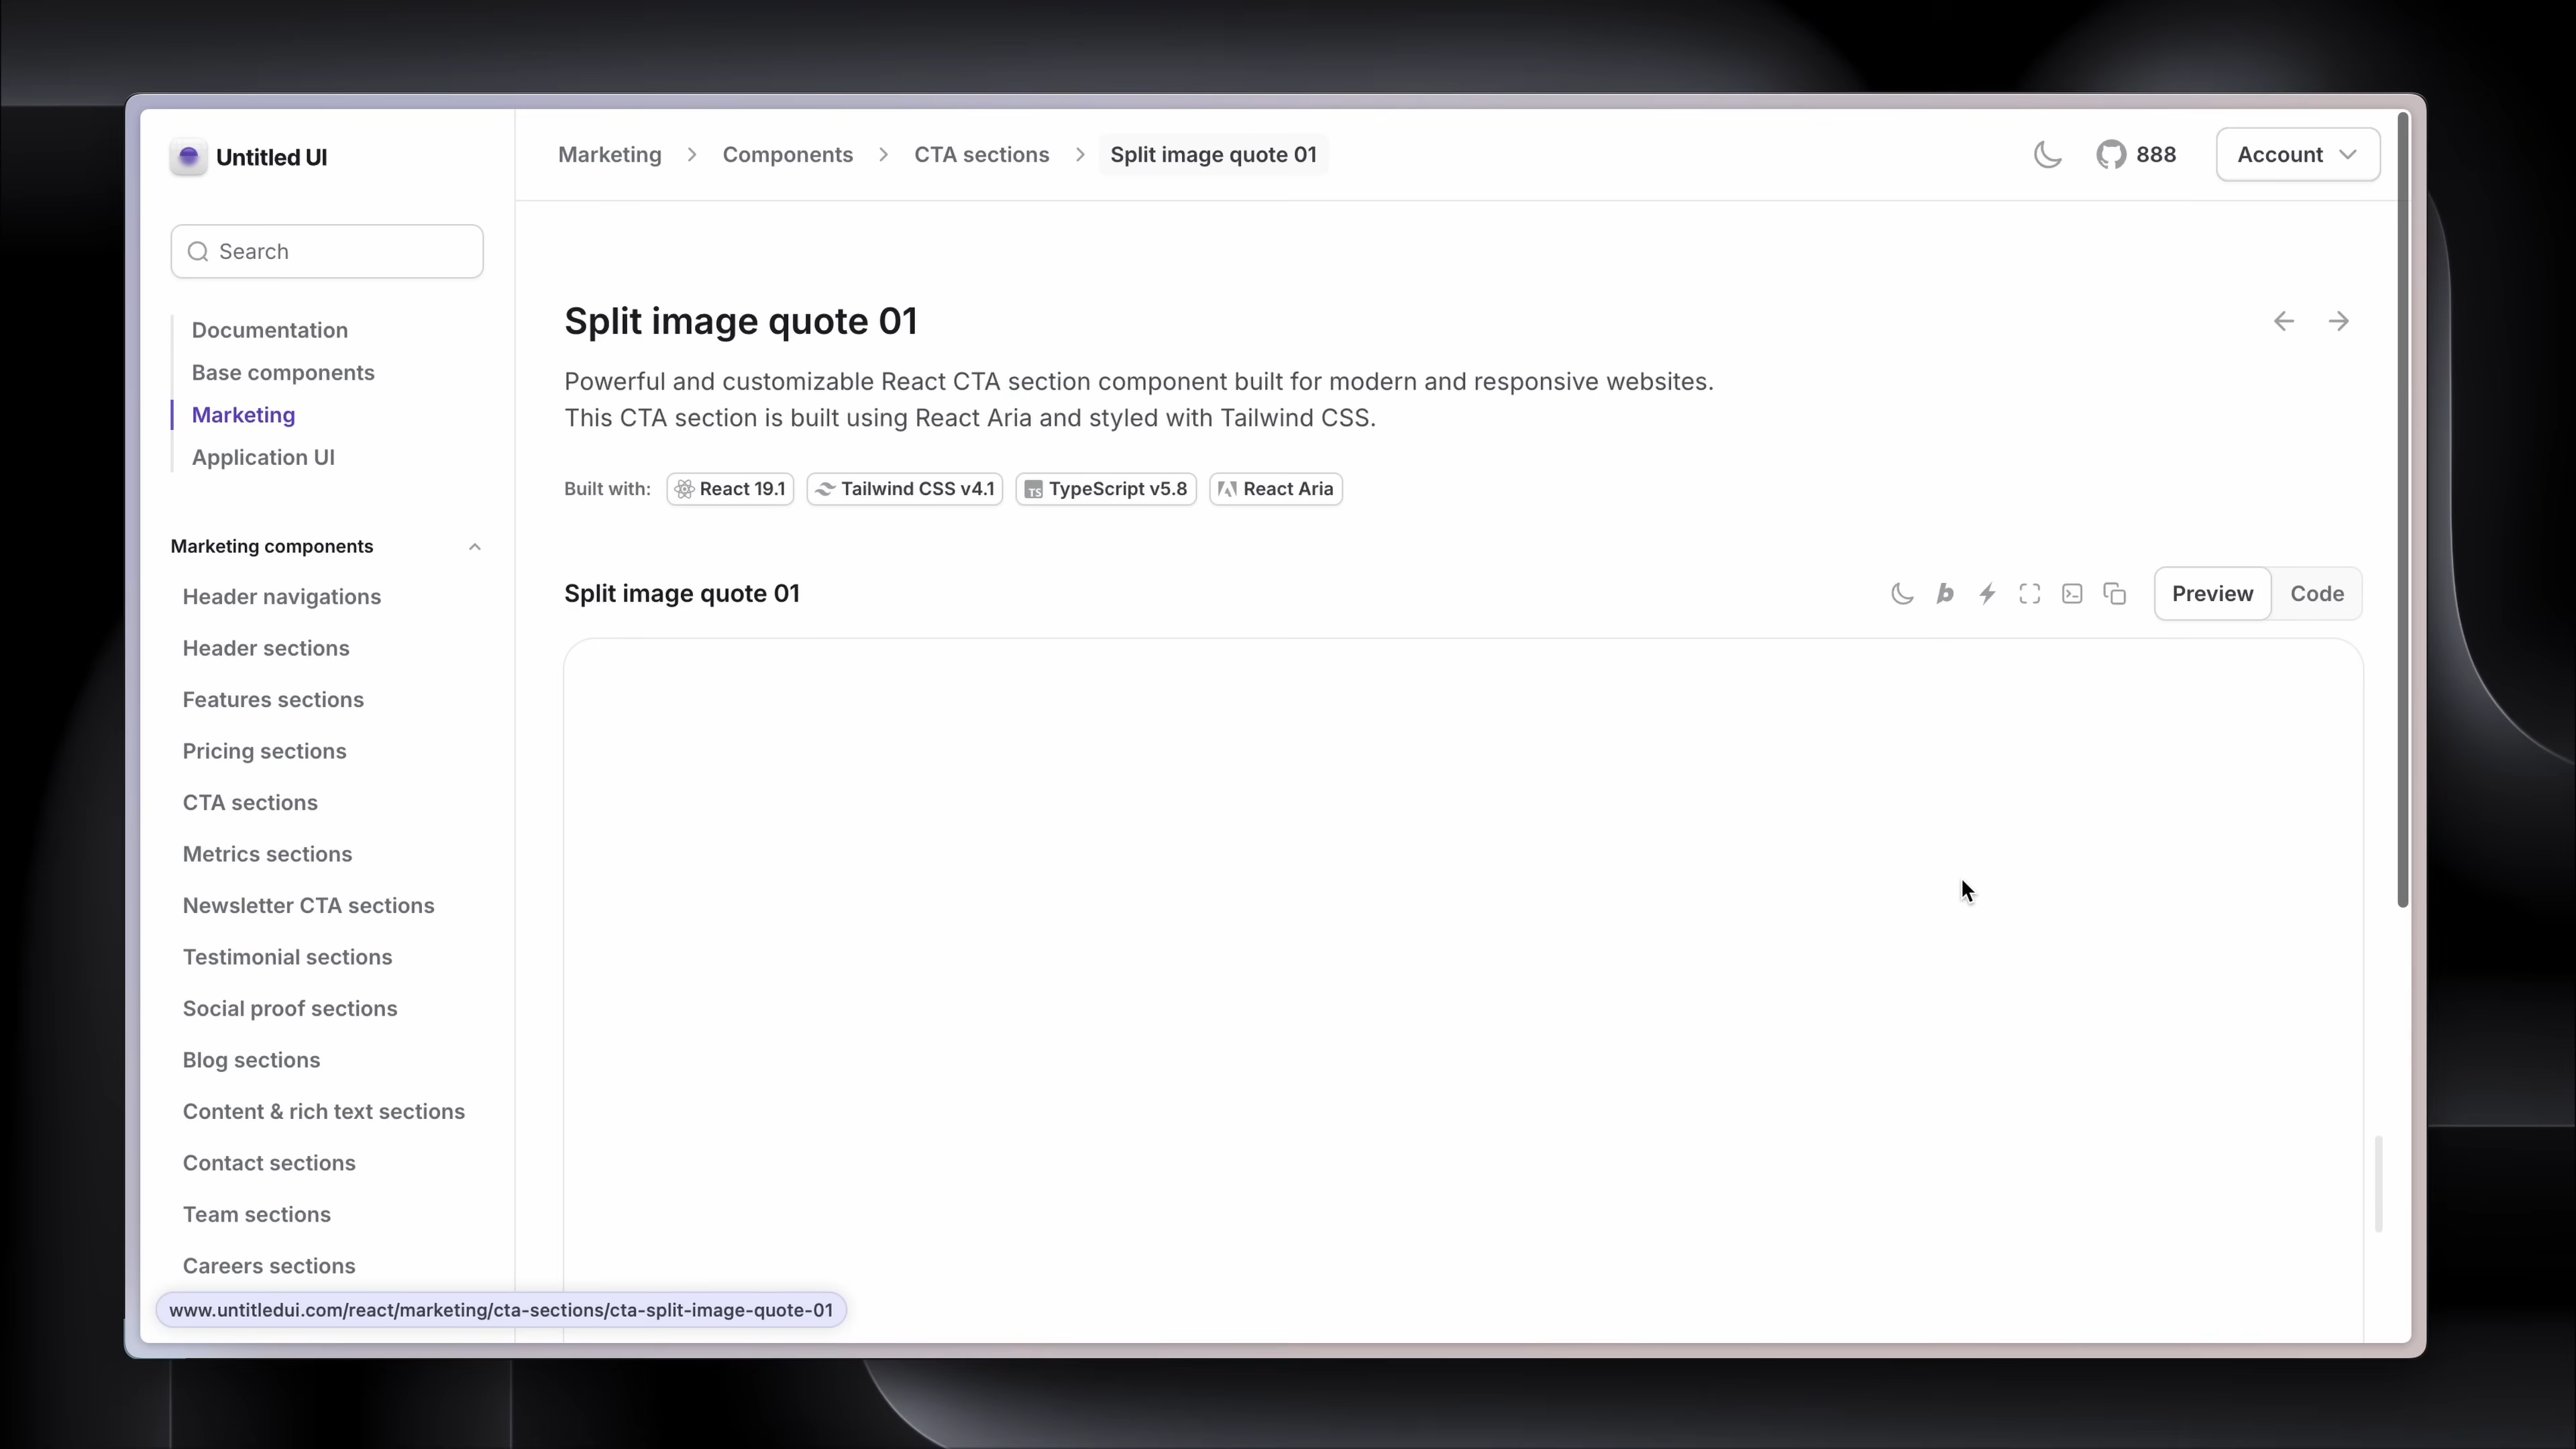 Untitled UI
Search
Documentation
Base components
Marketing
Application UI
Marketing components
Header navigations
Header sections
Features sections
Pricing sections
CTA sections
Metrics sections
Newsletter CTA sections
Testimonial sections
Social proof sections
Blog sections
Content & rich text sections
Contact sections
Team sections
Careers sections
www.untitledui.com/react/marketing/cta-sections/cta-split-image-quote-01
Marketing > Components > CTA sections > Split image quote 01
888
Account
Split image quote 01
Powerful and customizable React CTA section component built for modern and responsive websites.
This CTA section is built using React Aria and styled with Tailwind CSS.
Built with: React 19.1 Tailwind CSS v4.1 TS TypeScript v5.8 React Aria
Split image quote 01
b
Preview Code